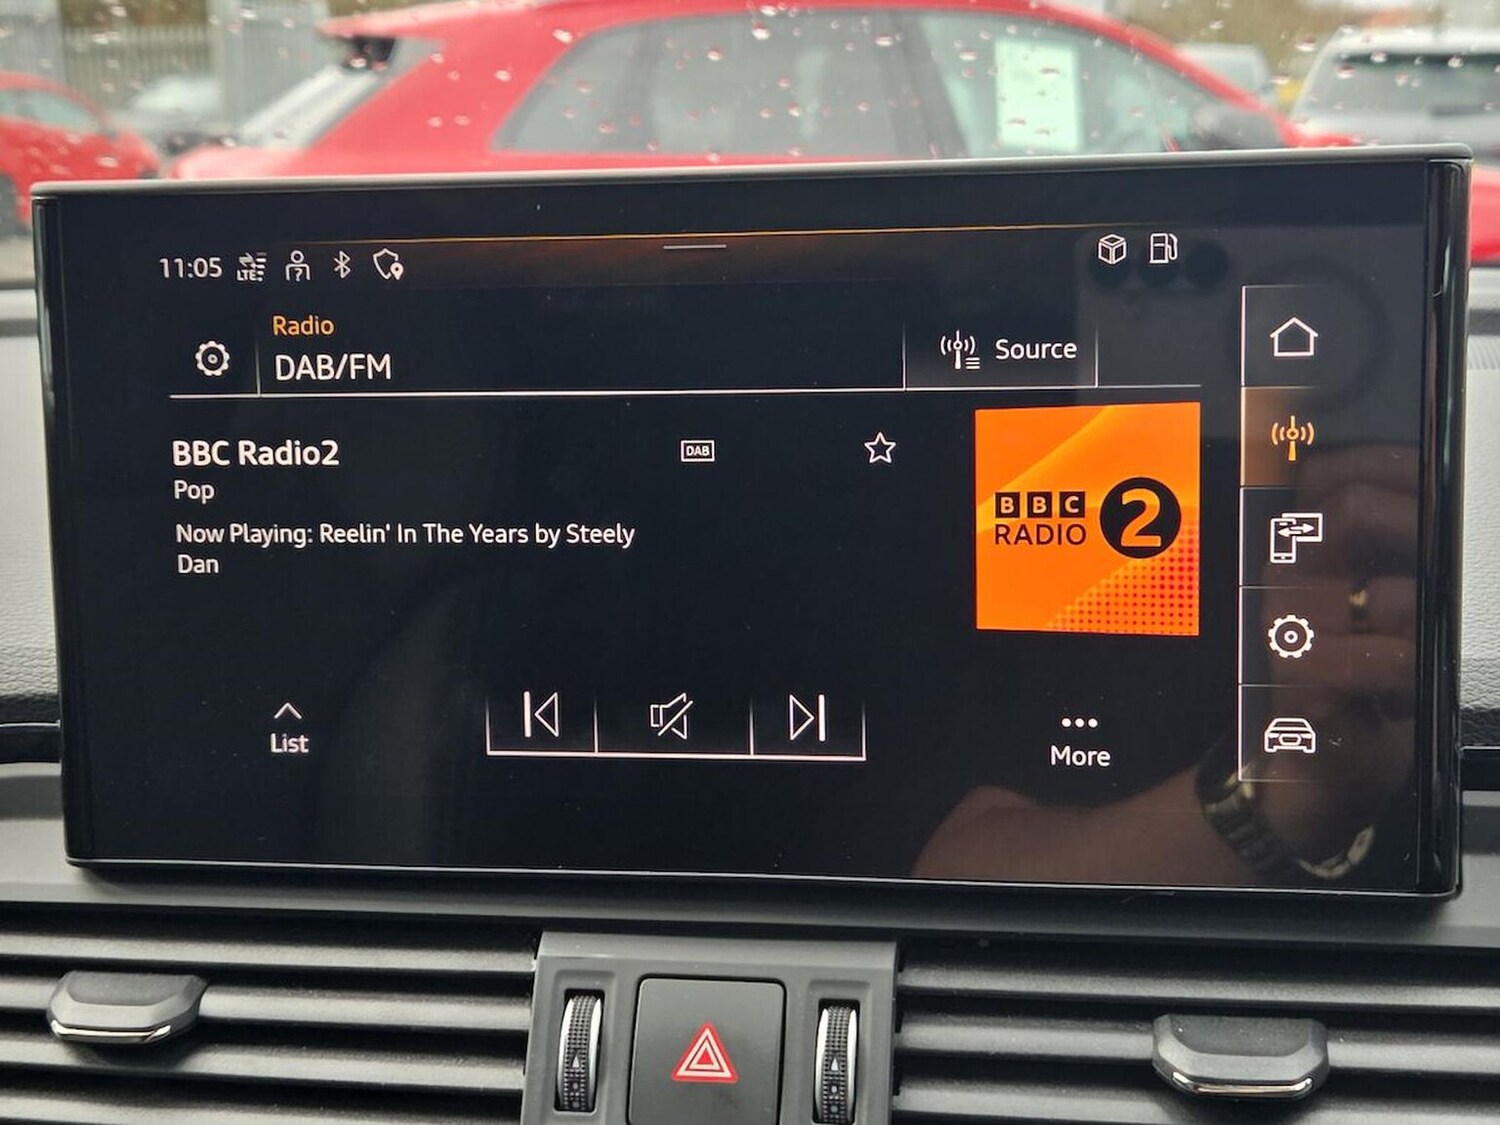 11:05 LTE ?
Radio
DAB/FM
Source
BBC Radio2
DAB
Pop
Now Playing: Reelin' In The Years by Steely
Dan
BBC
RADIO 2
List
More